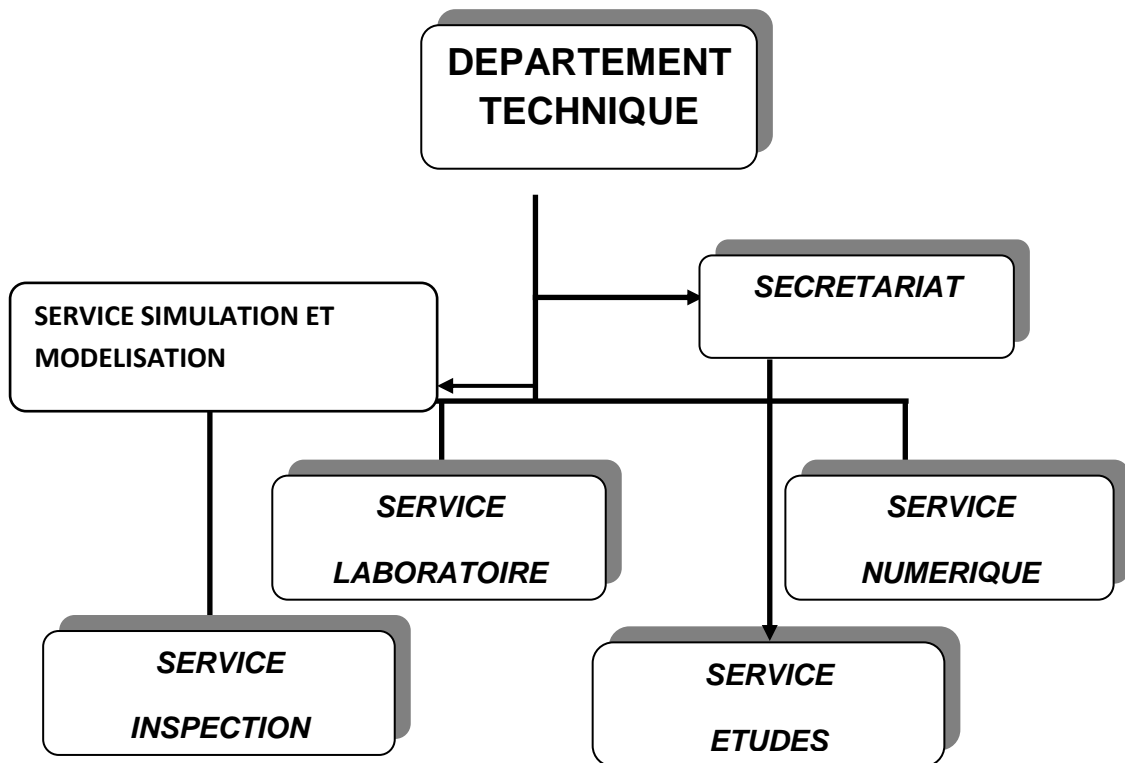 DEPARTEMENT
TECHNIQUE
SECRETARIAT
SERVICE SIMULATION ET
MODELISATION
SERVICE
LABORATOIRE
SERVICE
NUMERIQUE
SERVICE
INSPECTION
SERVICE
ETUDES